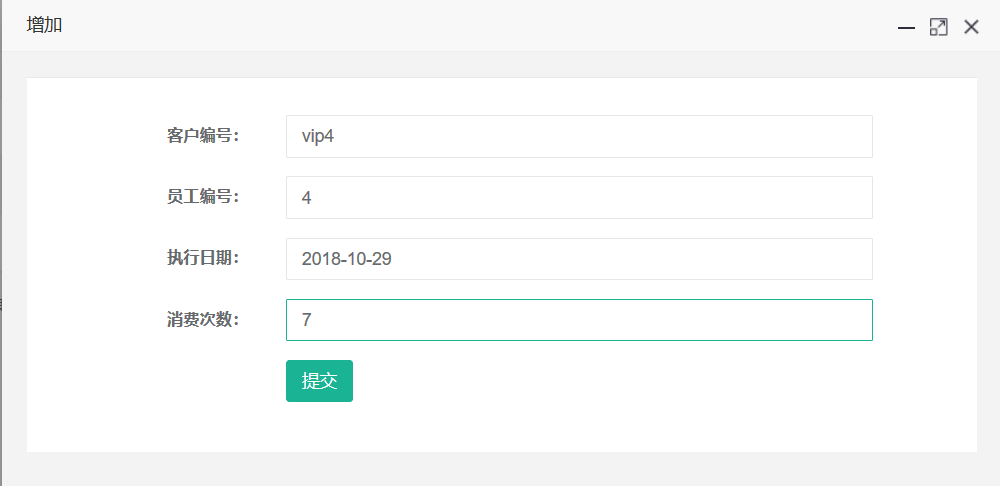 增加
客户编号： vip4
员工编号： 4
执行日期： 2018-10-29
消费次数： 7
提交